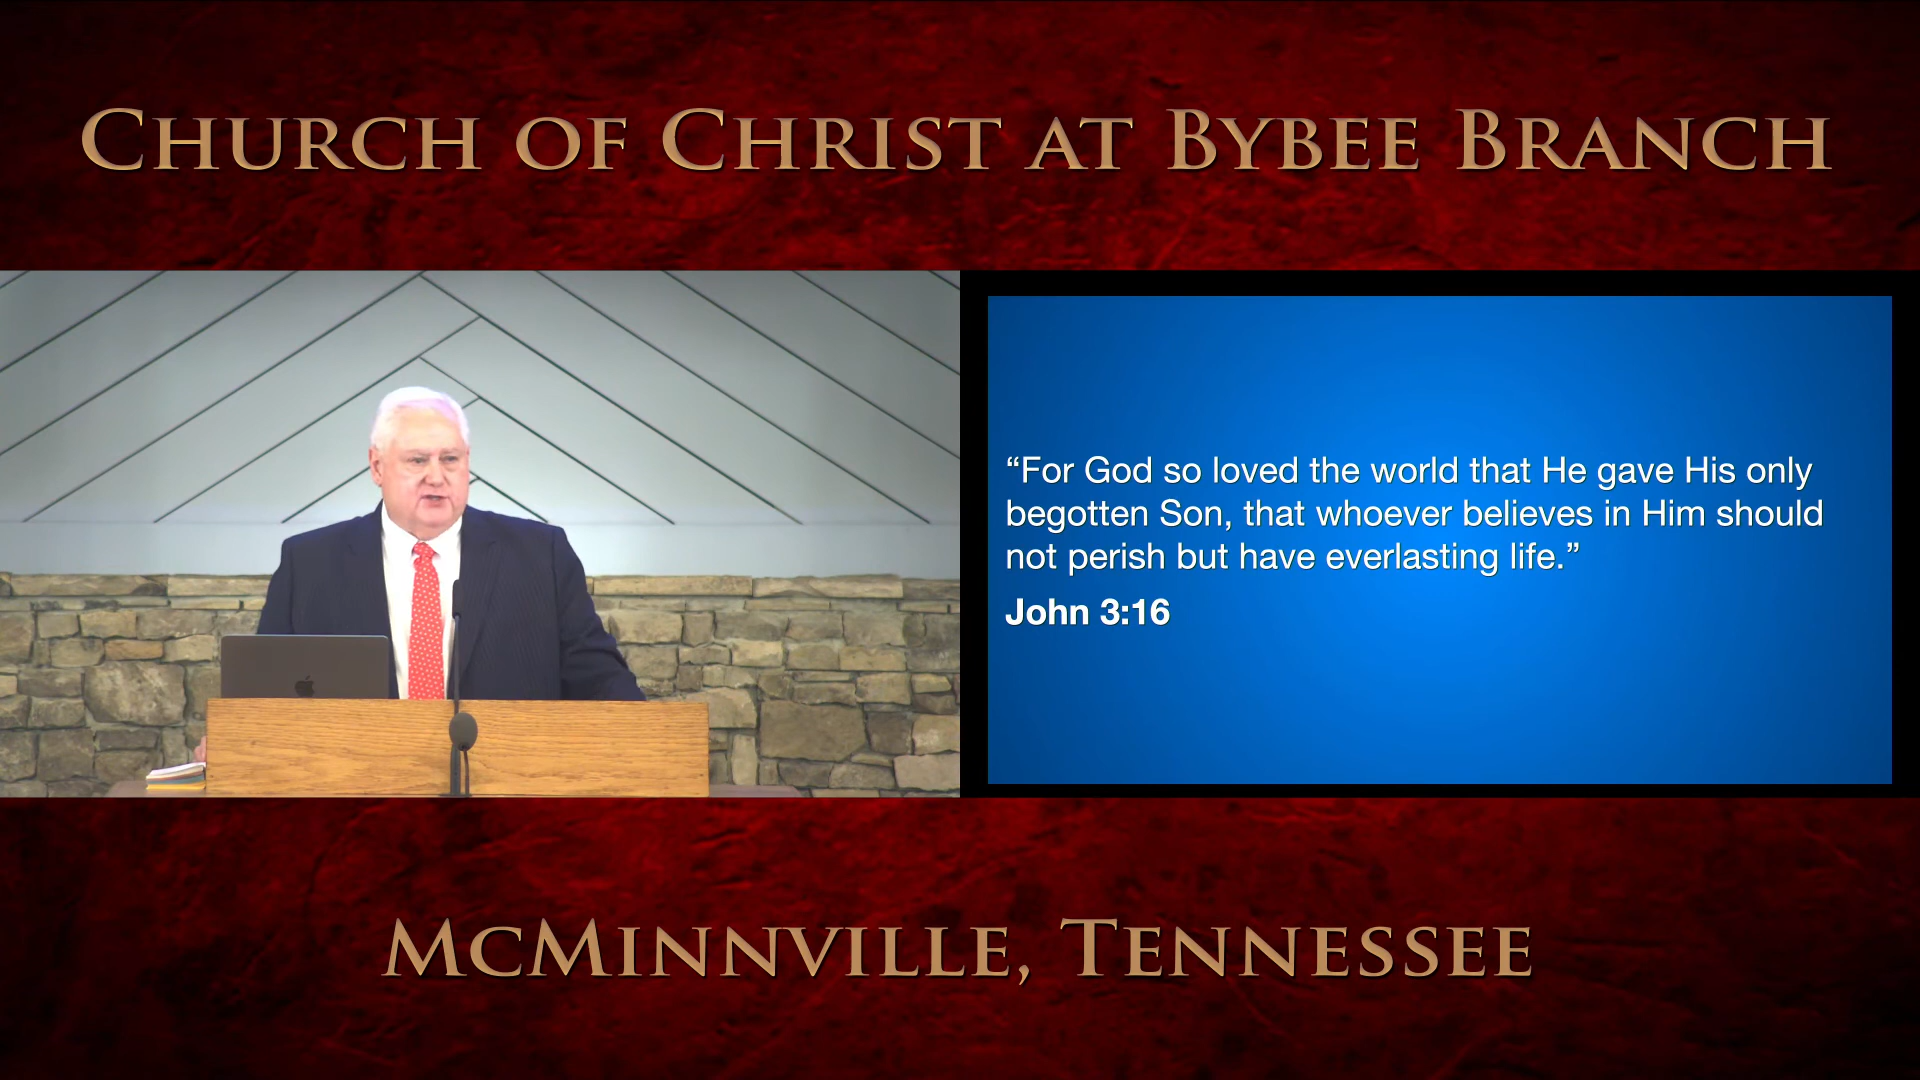 Church of Christ at Bybee Branch
“For God so loved the world that He gave His only
begotten Son, that whoever believes in Him should
not perish but have everlasting life.”
John 3:16
McMinnville, Tennessee